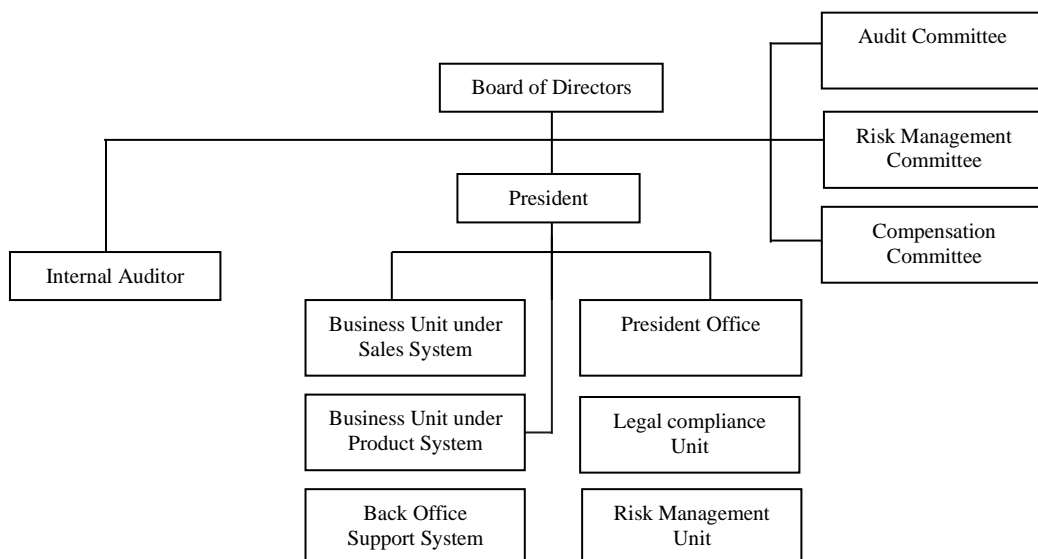 Audit Committee
Board of Directors
Risk Management
Committee
President
Compensation
Committee
Internal Auditor
Business Unit under
Sales System
President Office
Business Unit under
Product System
Legal compliance
Unit
Back Office
Support System
Risk Management
Unit